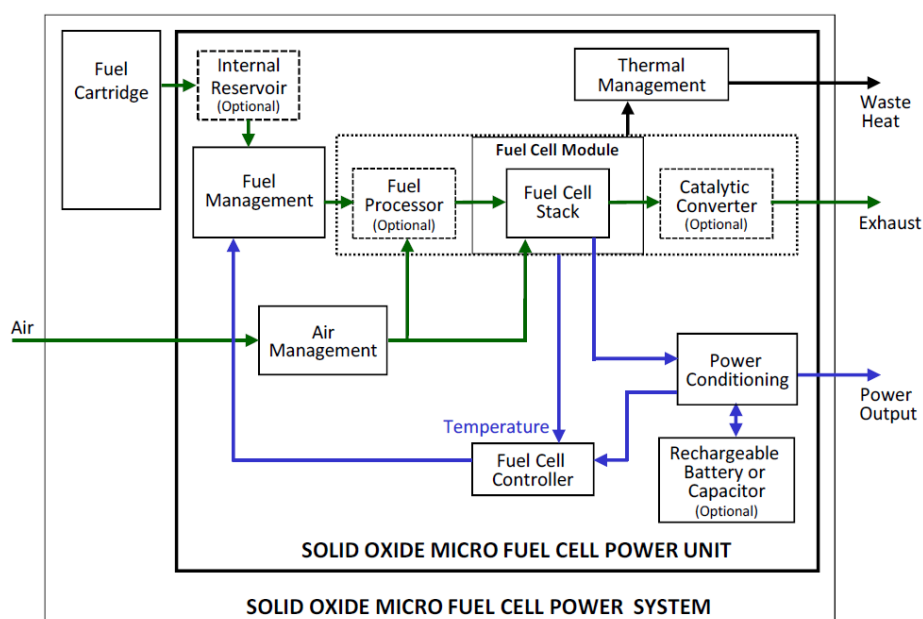 Fuel
Cartridge
Internal
Reservoir
(Optional)
Thermal
Management
Waste
Heat
Fuel
Management
Fuel Cell Module
Fuel
Processor
(Optional)
Fuel Cell
Stack
Catalytic
Converter
(Optional)
Exhaust
Air
Air
Management
Power
Conditioning
Power
Output
Temperature
Fuel Cell
Controller
Rechargeable
Battery or
Capacitor
(Optional)
SOLID OXIDE MICRO FUEL CELL POWER UNIT
SOLID OXIDE MICRO FUEL CELL POWER SYSTEM